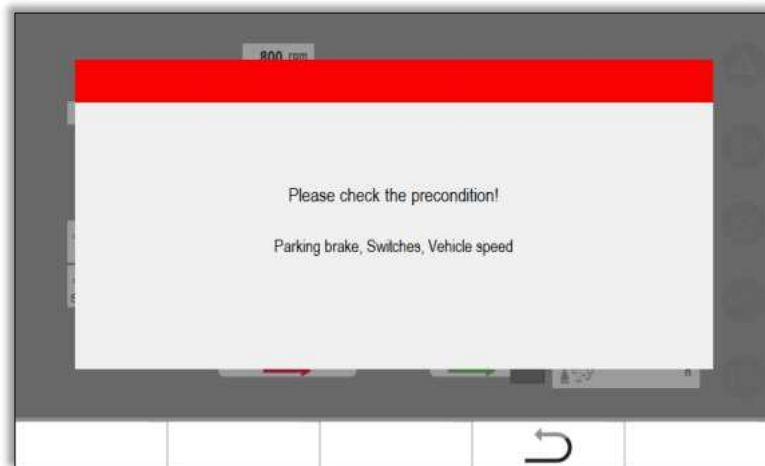 800 rpm
Please check the precondition!
Parking brake, Switches, Vehicle speed